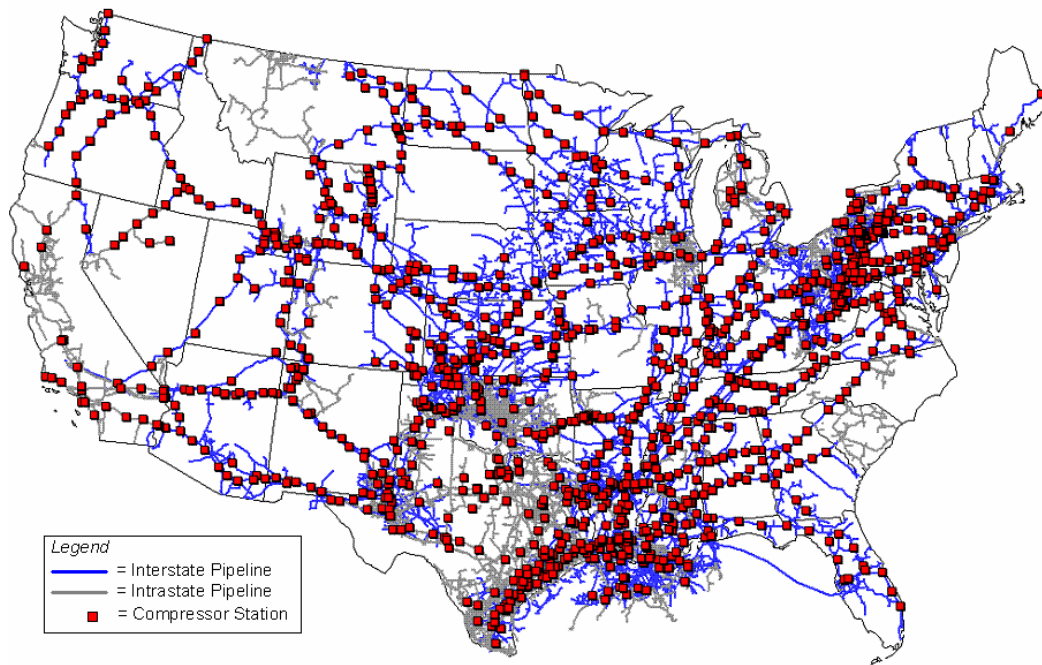 Legend
= Interstate Pipeline
= Intrastate Pipeline
= Compressor Station